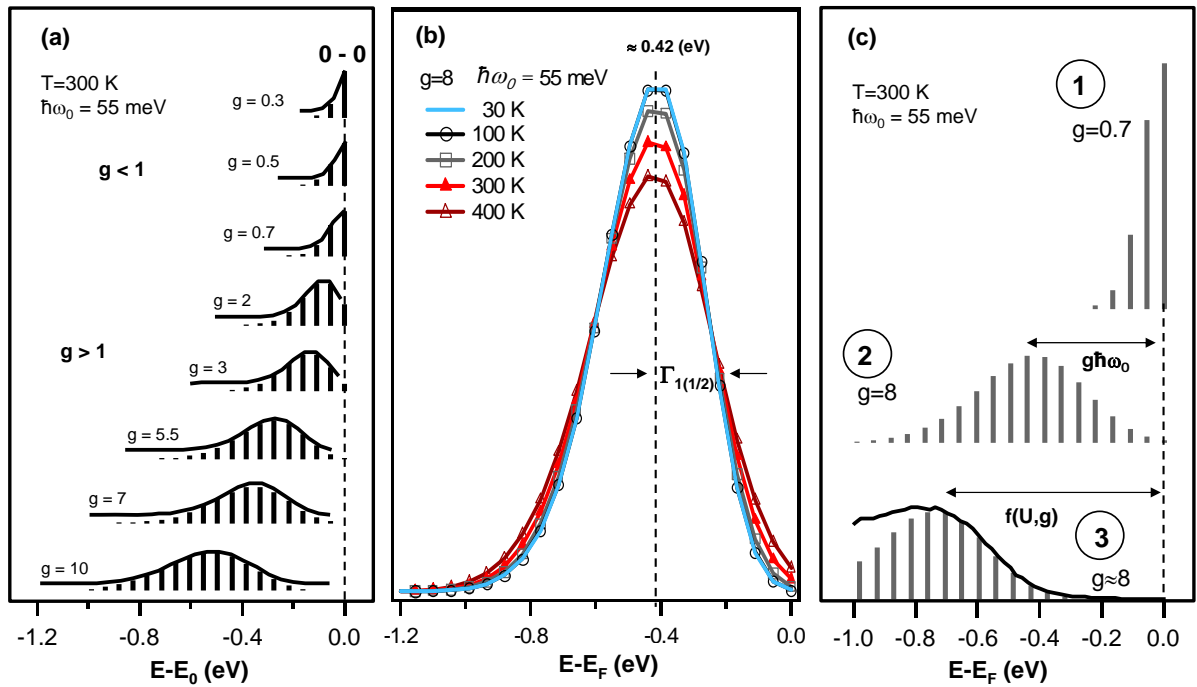 (a)
0 - 0
T=300 K
ħω₀ = 55 meV
g = 0.3
g = 0.5
g < 1
g = 0.7
g = 2
g > 1
g = 3
g = 5.5
g = 7
g = 10
-1.2 -0.8 -0.4 0.0
E-E₀ (eV)
(b)
≈ 0.42 (eV)
g=8 ħω₀ = 55 meV
30 K
100 K
200 K
300 K
400 K
Γ₁₍₁/₂₎
-1.2 -0.8 -0.4 0.0
E-E_F (eV)
(c)
T=300 K
ħω₀ = 55 meV
1
g=0.7
2
g=8
għω₀
f(U,g)
3
g≈8
-1.0 -0.8 -0.6 -0.4 -0.2 0.0
E-E_F (eV)